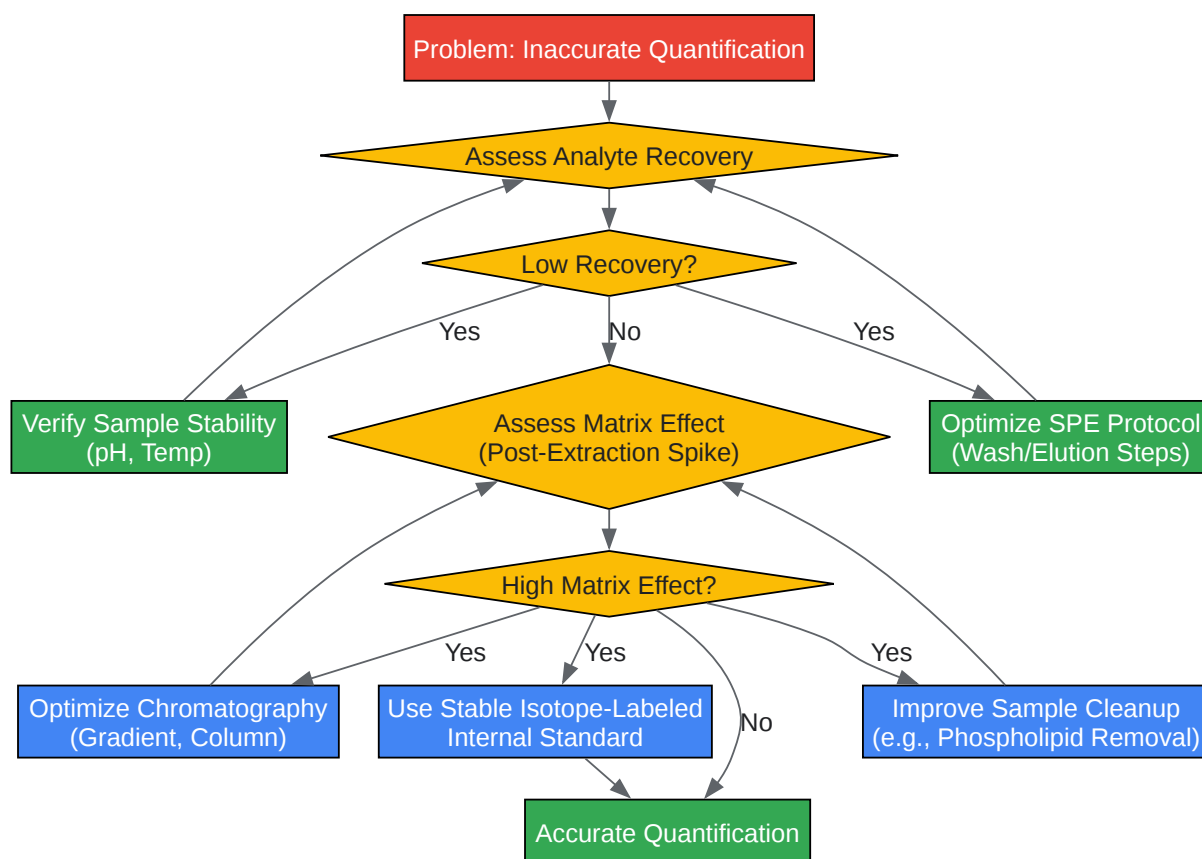 Problem: Inaccurate Quantification
Assess Analyte Recovery
Low Recovery?
Yes
No
Yes
Verify Sample Stability
(pH, Temp)
Assess Matrix Effect
(Post-Extraction Spike)
Optimize SPE Protocol
(Wash/Elution Steps)
High Matrix Effect?
Yes
Yes
Yes
Optimize Chromatography
(Gradient, Column)
Use Stable Isotope-Labeled
Internal Standard
No
Improve Sample Cleanup
(e.g., Phospholipid Removal)
Accurate Quantification